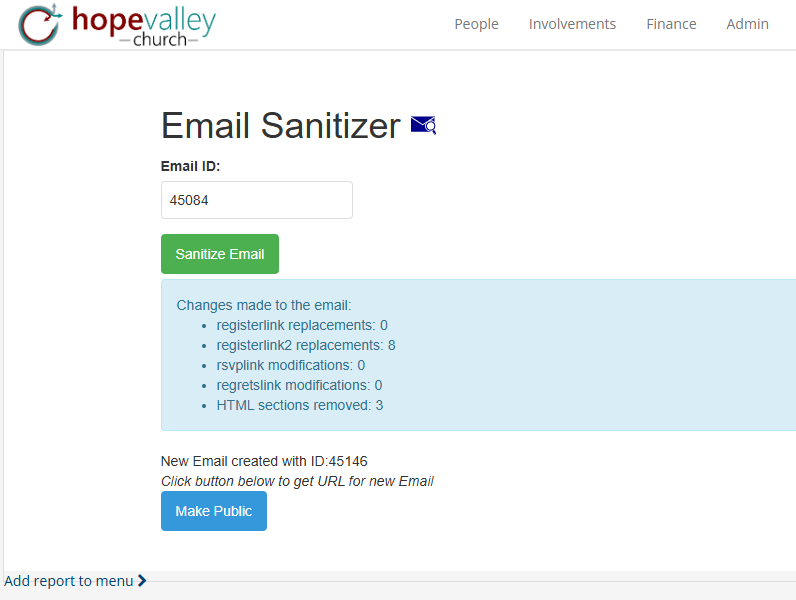 hopevalley
church
People Involvements Finance Admin
Email Sanitizer
Email ID:
45084
Sanitize Email
Changes made to the email:
• registerlink replacements: 0
• registerlink2 replacements: 8
• rsvplink modifications: 0
• regretslink modifications: 0
• HTML sections removed: 3
New Email created with ID:45146
Click button below to get URL for new Email
Make Public
Add report to menu